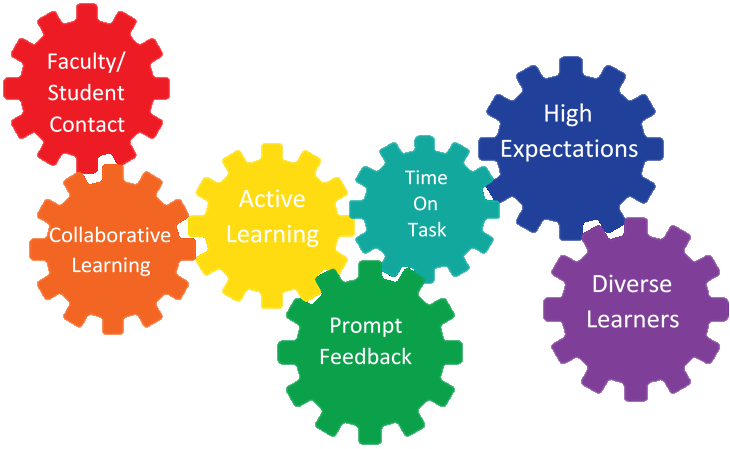 Faculty/
Student
Contact
Collaborative
Learning
Active
Learning
Prompt
Feedback
Time
On
Task
High
Expectations
Diverse
Learners